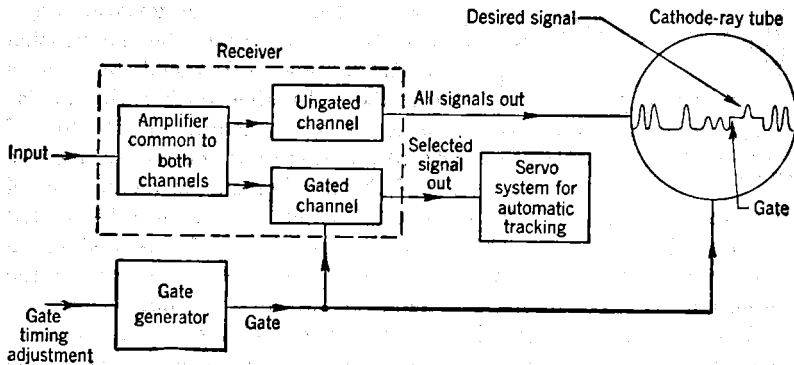 Desired signal
Cathode-ray tube
Receiver
Ungated
channel
All signals out
Amplifier
common to
both
channels
Input
Selected
signal
out
Gated
channel
Servo
system for
automatic
tracking
Gate
Gate
generator
Gate
Gate
timing
adjustment